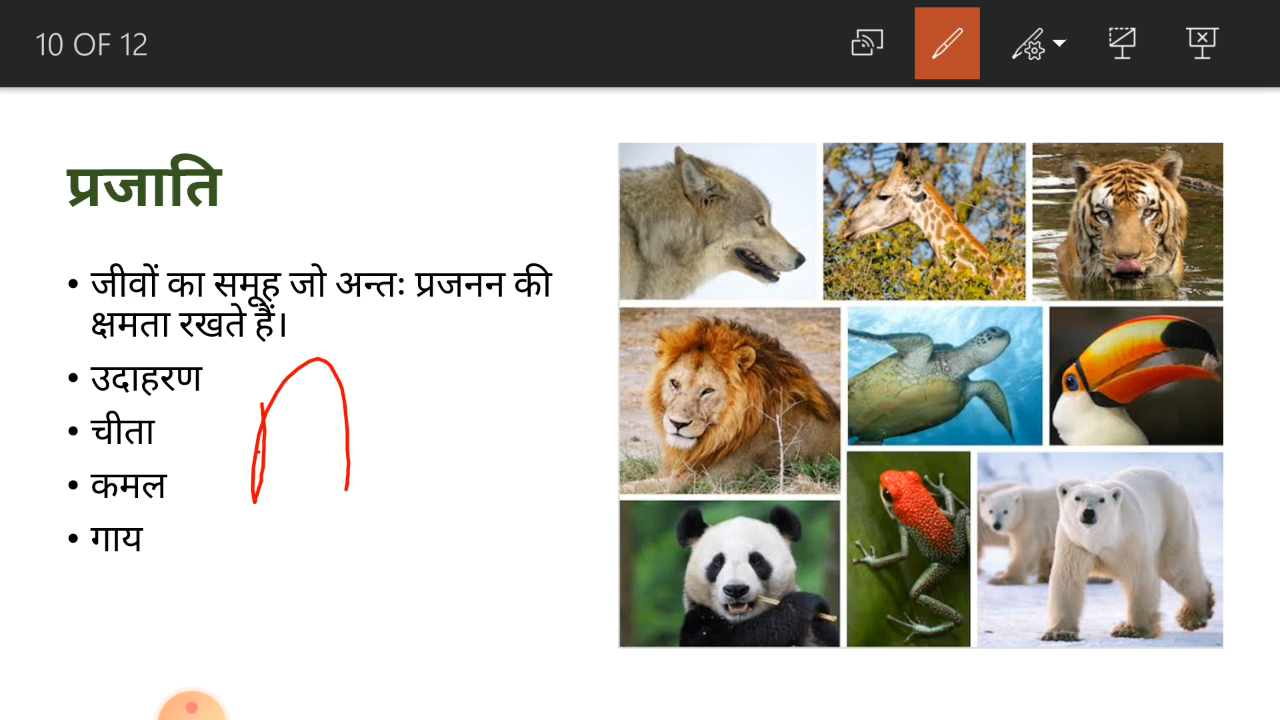 10 OF 12
प्रजाति
• जीवों का समूह जो अन्तः प्रजनन की
क्षमता रखते हैं।
• उदाहरण
• चीता
• कमल
• गाय